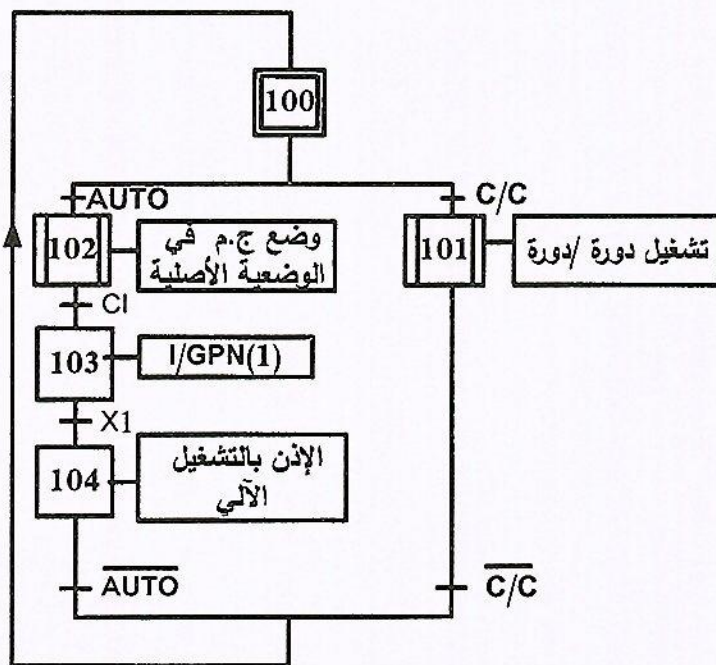 100
AUTO
C/C
102
وضع ج.م في
الوضعية الأصلية
101
تشغيل دورة /دورة
CI
103
I/GPN(1)
X1
104
الإذن بالتشغيل
الآلي
A̅U̅T̅O̅
C̅/̅C̅